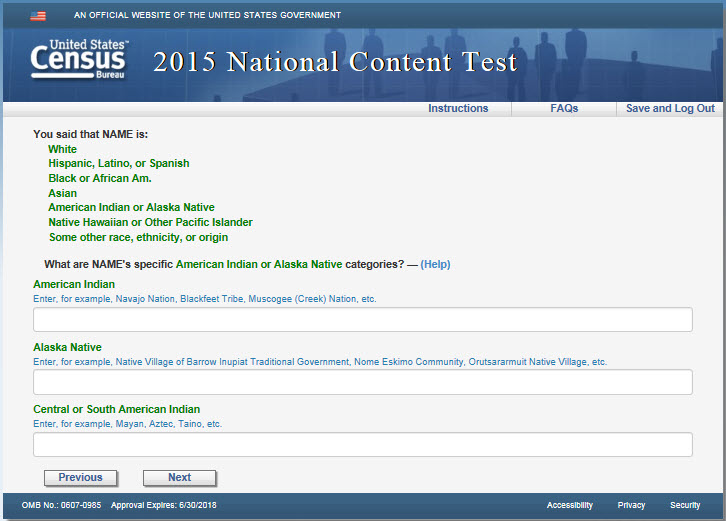 AN OFFICIAL WEBSITE OF THE UNITED STATES GOVERNMENT
United States™
Census
Bureau
2015 National Content Test
Instructions FAQs Save and Log Out
You said that NAME is:
White
Hispanic, Latino, or Spanish
Black or African Am.
Asian
American Indian or Alaska Native
Native Hawaiian or Other Pacific Islander
Some other race, ethnicity, or origin
What are NAME's specific American Indian or Alaska Native categories? — (Help)
American Indian
Enter, for example, Navajo Nation, Blackfeet Tribe, Muscogee (Creek) Nation, etc.
Alaska Native
Enter, for example, Native Village of Barrow Inupiat Traditional Government, Nome Eskimo Community, Orutsararmuit Native Village, etc.
Central or South American Indian
Enter, for example, Mayan, Aztec, Taino, etc.
Previous Next
OMB No.: 0607-0985 Approval Expires: 6/30/2018 Accessibility Privacy Security